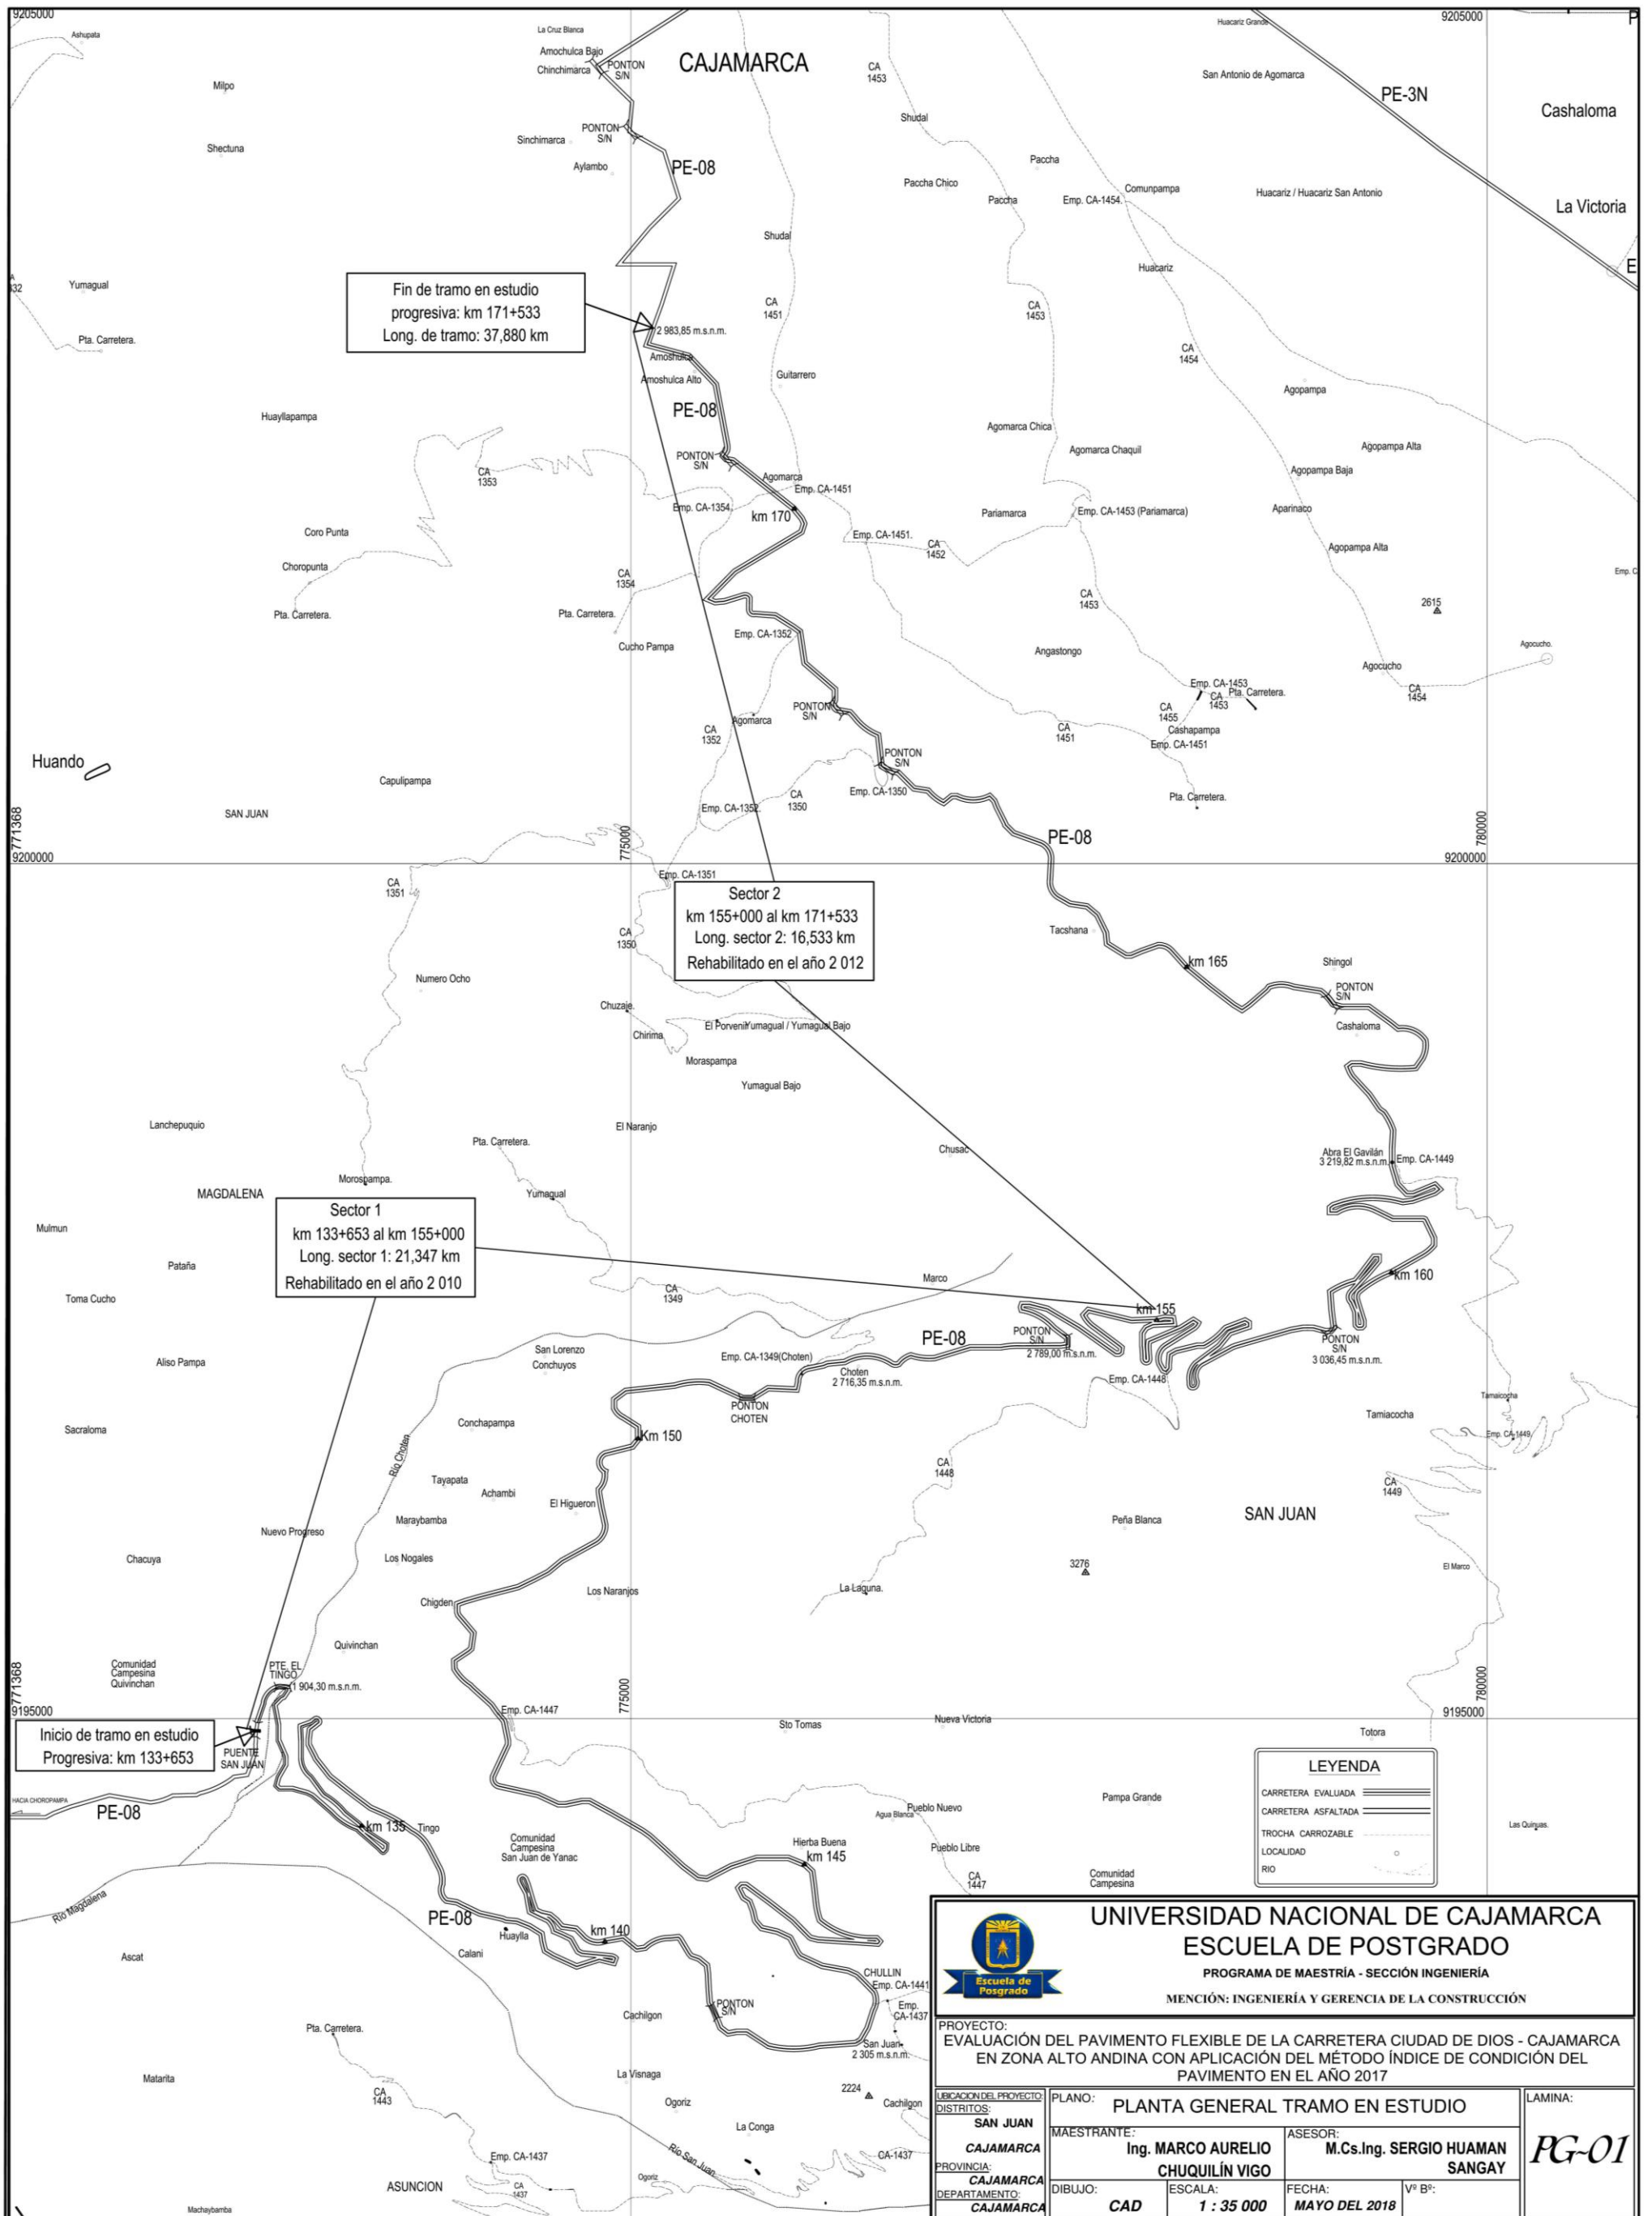 9205000
9205000
Ashupata
La Cruz Blanca
Huacariz Grande
P
Amochulca Bajo
Chinchimarca
PONTON
S/N
CAJAMARCA
CA
1453
San Antonio de Agomarca
PE-3N
Milpo
Cashaloma
Shudal
PONTON
S/N
Sinchimarca
Shectuna
Aylambo
PE-08
Paccha
Paccha Chico
Paccha
Comunpampa
Emp. CA-1454.
Huacariz / Huacariz San Antonio
La Victoria
Shudal
Huacariz
E
A
332
Yumagual
Fin de tramo en estudio
progresiva: km 171+533
Long. de tramo: 37,880 km
CA
1451
CA
1453
2 983,85 m.s.n.m.
Pta. Carretera.
CA
1454
Amoshulca
Amoshulca Alto
Guitarrero
Agopampa
PE-08
Huayllapampa
Agomarca Chica
Agomarca Chaquil
Agopampa Alta
PONTON
S/N
CA
1353
Agomarca
Emp. CA-1451
Agopampa Baja
Emp. CA-1354.
km 170
Pariamarca
Emp. CA-1453 (Pariamarca)
Aparinaco
Coro Punta
Emp. CA-1451.
CA
1452
Agopampa Alta
Choropunta
CA
1354
Emp. C
Pta. Carretera.
Pta. Carretera.
CA
1453
2615
Emp. CA-1352
Cucho Pampa
Angastongo
Agocucho.
Agocucho
Emp. CA-1453
CA
1453
Pta. Carretera.
CA
1454
PONTON
S/N
Agomarca
CA
1352
CA
1455
CA
1451
Cashapampa
Emp. CA-1451
Huando
PONTON
S/N
Capulipampa
Emp. CA-1350
CA
1350
Emp. CA-1352.
Pta. Carretera.
SAN JUAN
771368
775000
780000
PE-08
9200000
9200000
Emp. CA-1351
CA
1351
Sector 2
km 155+000 al km 171+533
Long. sector 2: 16,533 km
Rehabilitado en el año 2 012
CA
1350
Tacshana
km 165
Shingol
Numero Ocho
PONTON
S/N
Chuzaje.
Chirima
El Porvenir
Yumagual / Yumagual Bajo
Cashaloma
Moraspampa
Yumagual Bajo
Lanchepuquio
El Naranjo
Pta. Carretera.
Chusac
Abra El Gavilán
3 219,82 m.s.n.m.
Emp. CA-1449
Morospampa.
MAGDALENA
Yumagual
Sector 1
km 133+653 al km 155+000
Long. sector 1: 21,347 km
Rehabilitado en el año 2 010
Mulmun
Pataña
Marco
km 160
Toma Cucho
CA
1349
km 155
PE-08
PONTON
S/N
2 789,00 m.s.n.m.
PONTON
S/N
3 036,45 m.s.n.m.
San Lorenzo
Conchuyos
Aliso Pampa
Emp. CA-1349(Choten)
Choten
2 716,35 m.s.n.m.
Emp. CA-1448
Tamaicocha
PONTON
CHOTEN
Tamiacocha
Sacraloma
Conchapampa
Km 150
Emp. CA-1449.
Río Choten
CA
1448
CA
1449
Tayapata
Achambi
El Higueron
SAN JUAN
Maraybamba
Peña Blanca
Nuevo Progreso
Chacuya
Los Nogales
3276
El Marco
Chigden
Los Naranjos
La Laguna.
Quivinchan
Comunidad
Campesina
Quivinchan
PTE. EL
TINGO
1 904,30 m.s.n.m.
771368
775000
780000
9195000
9195000
Emp. CA-1447
Sto Tomas
Nueva Victoria
Totora
Inicio de tramo en estudio
Progresiva: km 133+653
PUENTE
SAN JUAN
LEYENDA
CARRETERA EVALUADA
CARRETERA ASFALTADA
TROCHA CARROZABLE
LOCALIDAD
RIO
HACIA CHOROPAMPA
PE-08
Pampa Grande
Pueblo Nuevo
Agua Blanca
Las Quinuas.
km 135
Tingo
Comunidad
Campesina
San Juan de Yanac
Hierba Buena
km 145
Pueblo Libre
CA
1447
Comunidad
Campesina
Río Magdalena
PE-08
Huaylla
km 140
Ascat
Calani
CHULLIN
Emp. CA-1441
Emp.
CA-1437
PONTON
S/N
Cachilgon
Pta. Carretera.
San Juan
2 305 m.s.n.m.
Matarita
La Visnaga
CA
1443
2224
Cachilgon
Ogoriz
La Conga
Río San Juan
Emp. CA-1437
CA-1437
ASUNCION
CA
1437
Ogoriz
Machaybamba
Escuela de
Posgrado
UNIVERSIDAD NACIONAL DE CAJAMARCA
ESCUELA DE POSTGRADO
PROGRAMA DE MAESTRÍA - SECCIÓN INGENIERÍA
MENCIÓN: INGENIERÍA Y GERENCIA DE LA CONSTRUCCIÓN
PROYECTO:
EVALUACIÓN DEL PAVIMENTO FLEXIBLE DE LA CARRETERA CIUDAD DE DIOS - CAJAMARCA
EN ZONA ALTO ANDINA CON APLICACIÓN DEL MÉTODO ÍNDICE DE CONDICIÓN DEL
PAVIMENTO EN EL AÑO 2017
UBICACION DEL PROYECTO:
DISTRITOS:
SAN JUAN
CAJAMARCA
PROVINCIA:
CAJAMARCA
DEPARTAMENTO:
CAJAMARCA
PLANO:
PLANTA GENERAL TRAMO EN ESTUDIO
MAESTRANTE:
Ing. MARCO AURELIO
CHUQUILÍN VIGO
ASESOR:
M.Cs.Ing. SERGIO HUAMAN
SANGAY
DIBUJO:
CAD
ESCALA:
1 : 35 000
FECHA:
MAYO DEL 2018
Vº Bº:
LAMINA:
PG-01